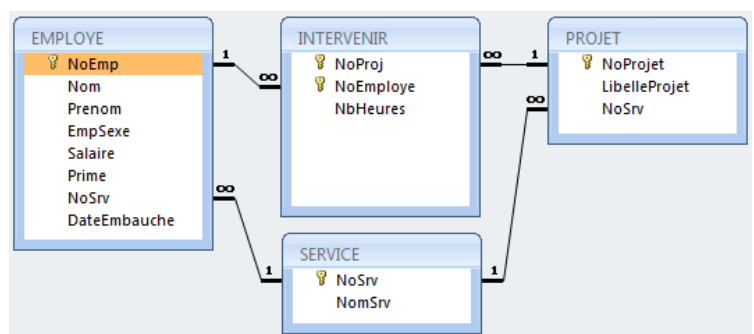 EMPLOYE
NoEmp
Nom
Prenom
EmpSexe
Salaire
Prime
NoSrv
DateEmbauche
1
∞
∞
1
INTERVENIR
NoProj
NoEmploye
NbHeures
∞
1
∞
1
PROJET
NoProjet
LibelleProjet
NoSrv
SERVICE
NoSrv
NomSrv